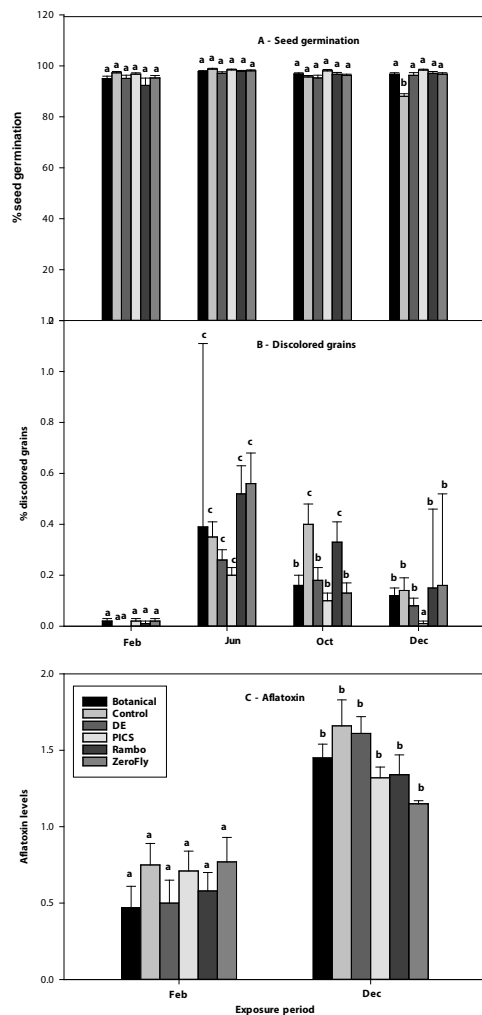 120
A - Seed germination
100
a a a a a a
a a a a a a
a a a a a a
a b a a a a
80
60
40
20
% seed germination
1.2
B - Discolored grains
1.0
0.8
0.6
0.4
0.2
0.0
% discolored grains
a aa a a a
c c c c c c
b c b b c b
b b b a b b
Feb Jun Oct Dec
2.0
C - Aflatoxin
Botanical
Control
DE
PICS
Rambo
ZeroFly
1.5
1.0
0.5
0.0
Aflatoxin levels
a a a a a a
b b b b b b
Feb Dec
Exposure period